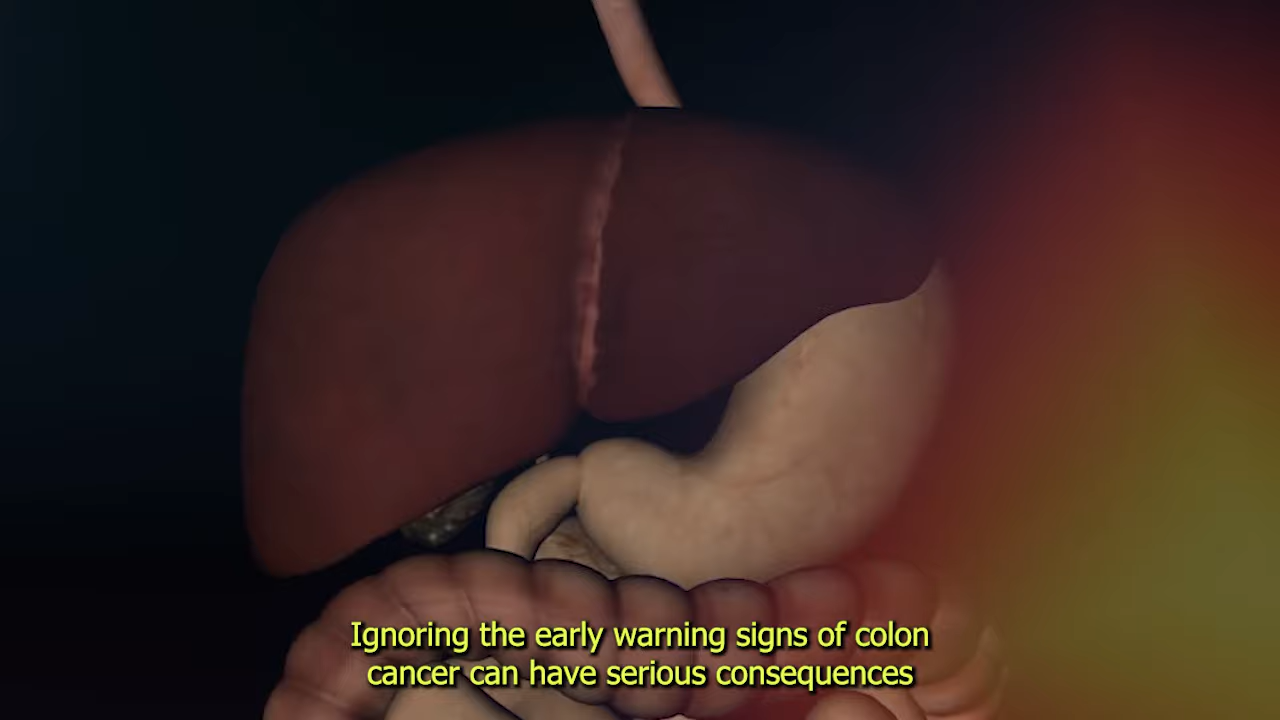 Ignoring the early warning signs of colon
cancer can have serious consequences